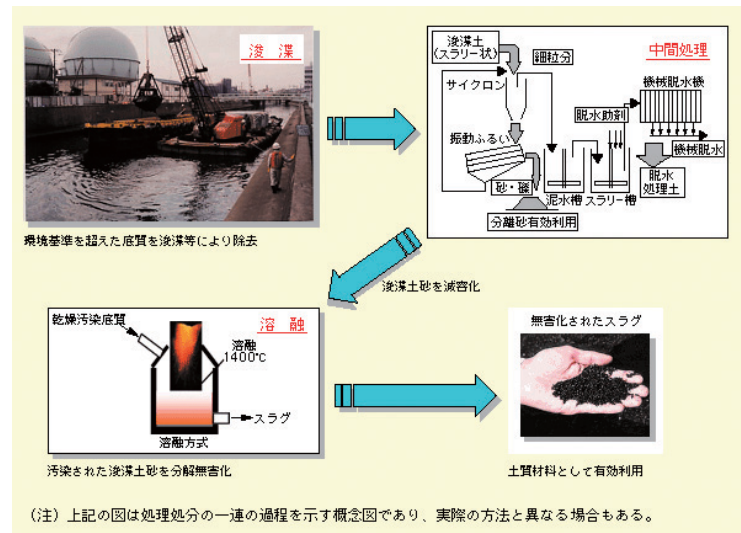 浚 渫
環境基準を超えた底質を浚渫等により除去
中間処理
浚渫土
(スラリー状)
細粒分
サイクロン
機械脱水機
脱水助剤
振動ふるい
機械脱水
砂・礫
脱水
処理土
泥水槽
スラリー槽
分離砂有効利用
浚渫土砂を減容化
溶 融
乾燥汚染底質
溶融
1400℃
スラグ
溶融方式
汚染された浚渫土砂を分解無害化
無害化されたスラグ
土質材料として有効利用
(注) 上記の図は処理処分の一連の過程を示す概念図であり、実際の方法と異なる場合もある。